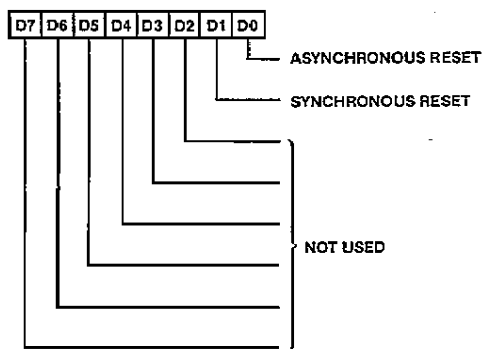 D7 D6 D5 D4 D3 D2 D1 D0
ASYNCHRONOUS RESET
SYNCHRONOUS RESET
NOT USED